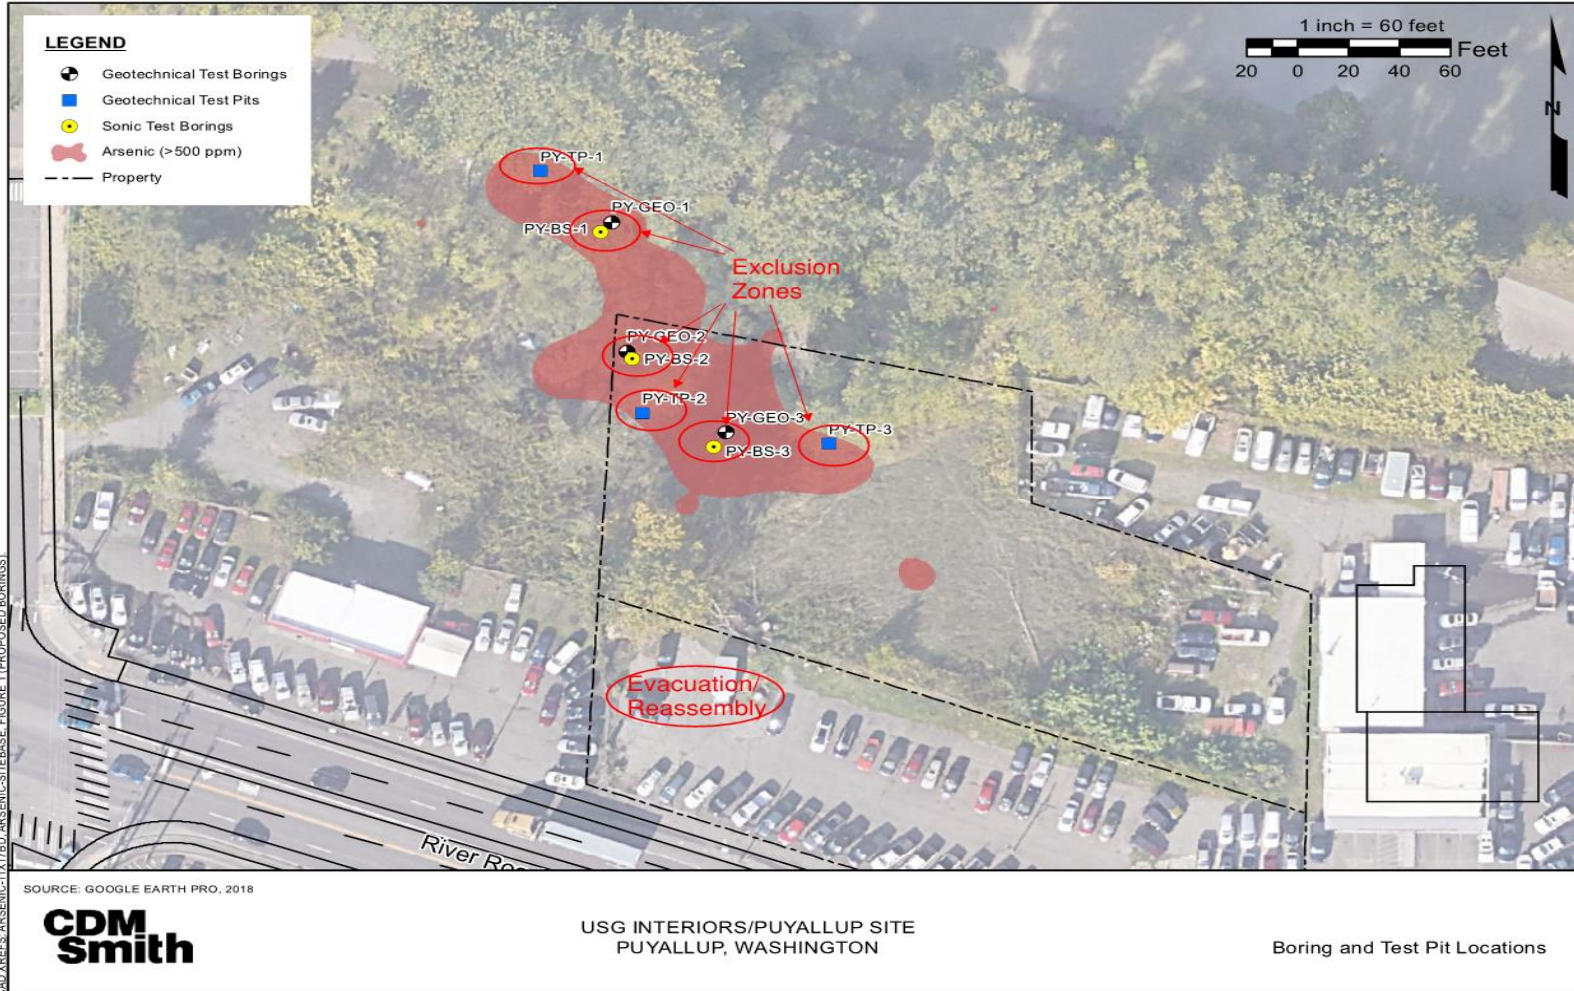 LEGEND
Geotechnical Test Borings
Geotechnical Test Pits
Sonic Test Borings
Arsenic (>500 ppm)
Property
1 inch = 60 feet
Feet
20 0 20 40 60
N
PY-TP-1
PY-GEO-1
PY-BS-1
Exclusion
Zones
PY-GEO-2
PY-BS-2
PY-TP-2
PY-GEO-3
PY-TP-3
PY-BS-3
Evacuation/
Reassembly
River
SOURCE: GOOGLE EARTH PRO, 2018
CDM
Smith
USG INTERIORS/PUYALLUP SITE
PUYALLUP, WASHINGTON
Boring and Test Pit Locations